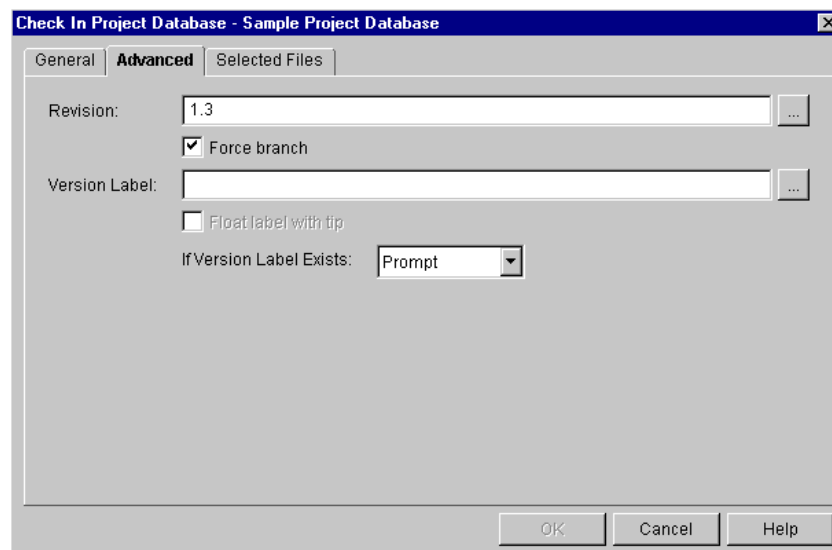 Check In Project Database - Sample Project Database
General Advanced Selected Files
Revision: 1.3 ...
Force branch
Version Label: ...
Float label with tip
If Version Label Exists: Prompt
OK Cancel Help